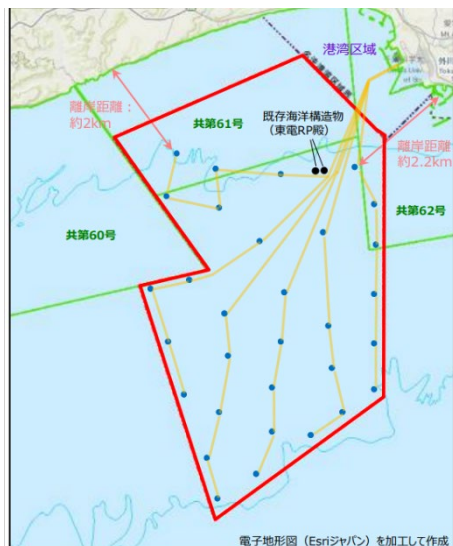 港湾区域
離岸距離：
約2km
共第61号
既存海洋構造物
（東電RP殿）
離岸距離
約2.2km
共第60号
共第62号
電子地形図（Esriジャパン）を加工して作成